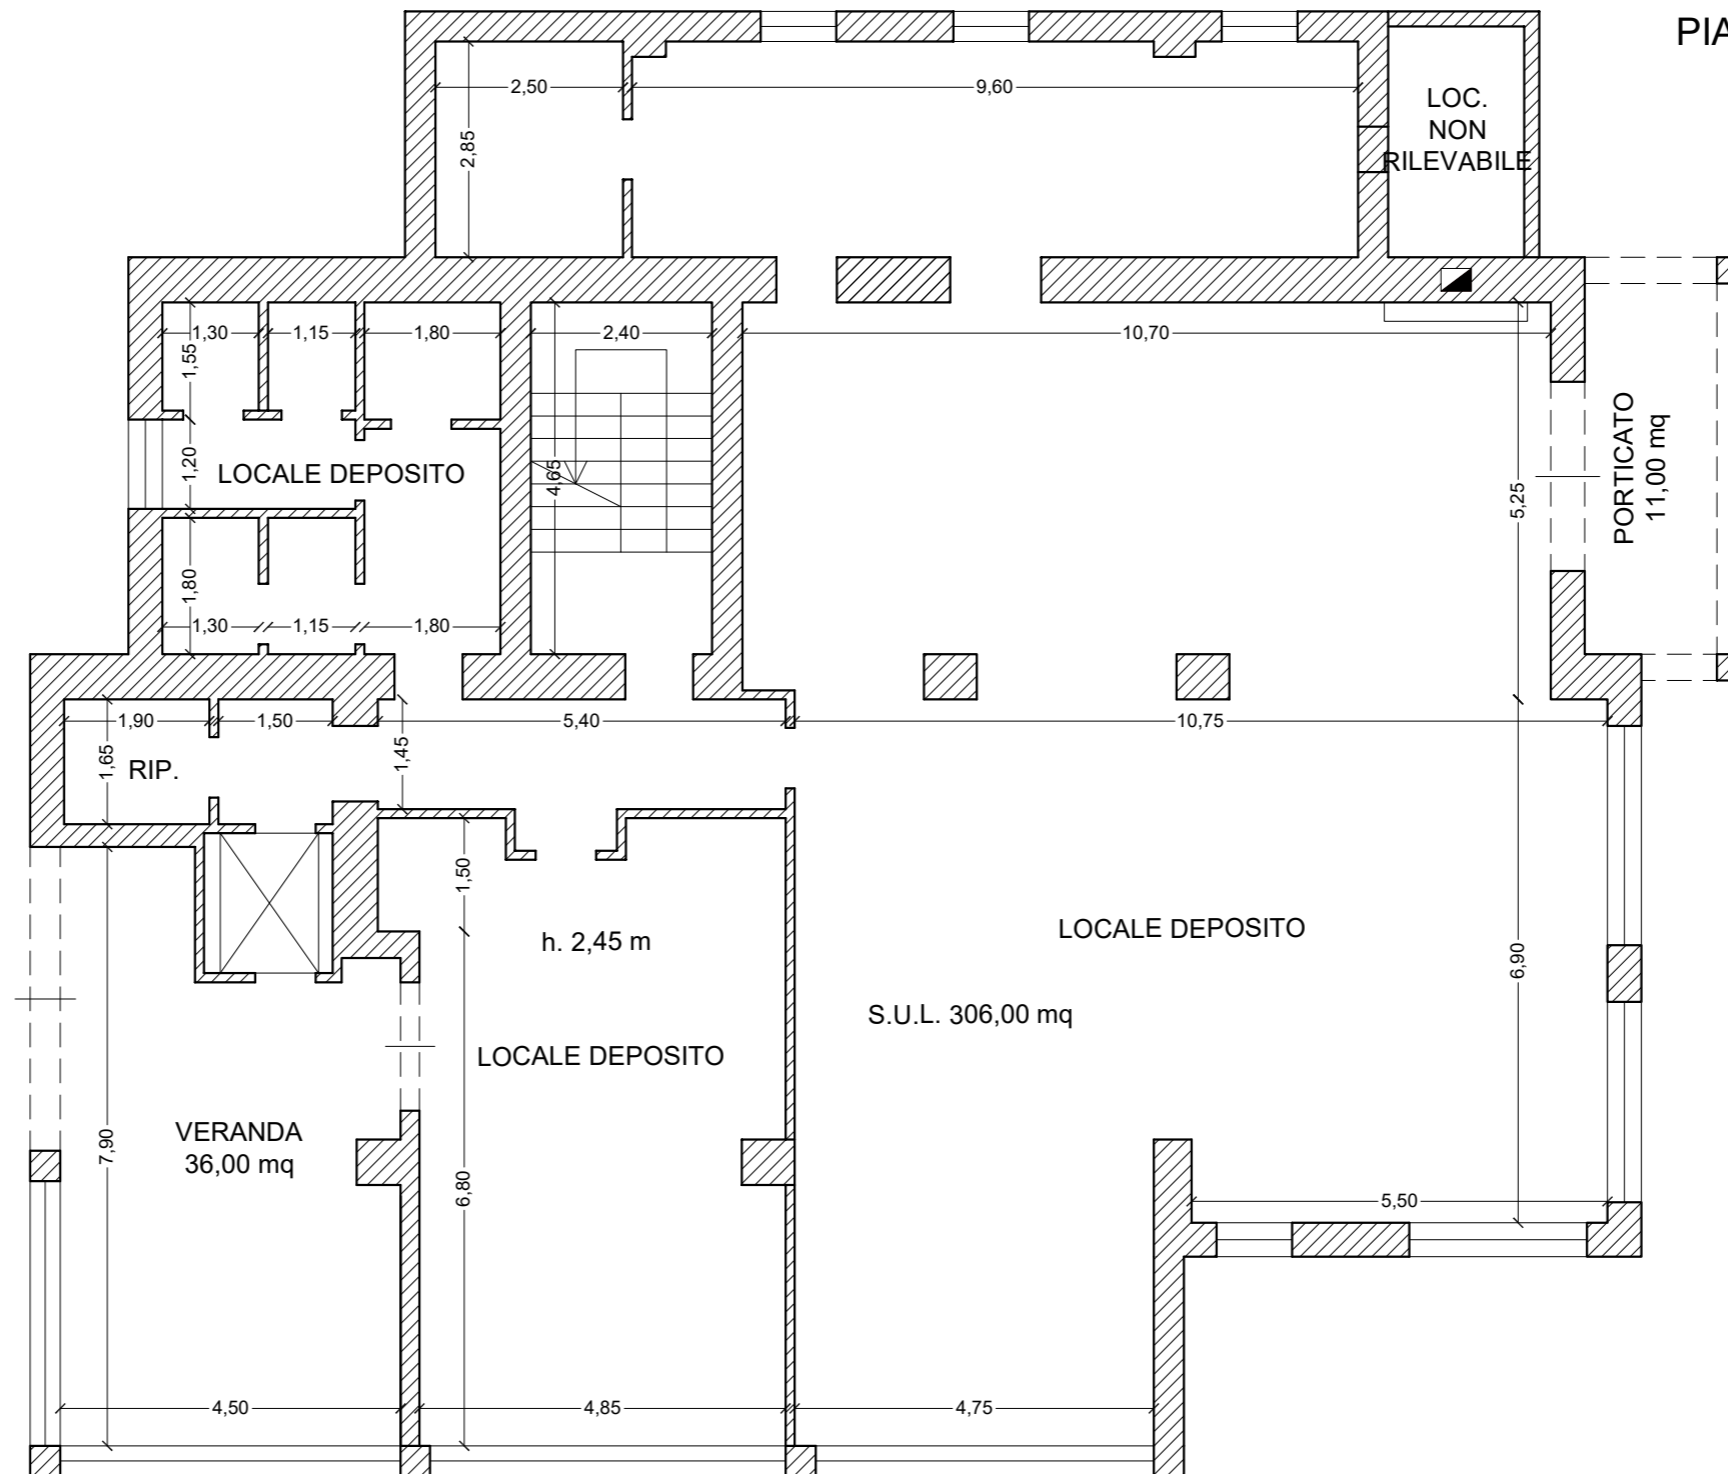 PIA
2,50
9,60
LOC.
NON
RILEVABILE
2,85
1,30
1,15
1,80
2,40
10,70
1,55
PORTICATO
11,00 mq
1,20
LOCALE DEPOSITO
4,65
5,25
1,80
1,30
1,15
1,80
1,90
1,50
5,40
10,75
1,65
RIP.
1,45
1,50
h. 2,45 m
LOCALE DEPOSITO
6,90
S.U.L. 306,00 mq
LOCALE DEPOSITO
VERANDA
36,00 mq
7,90
6,80
5,50
4,50
4,85
4,75